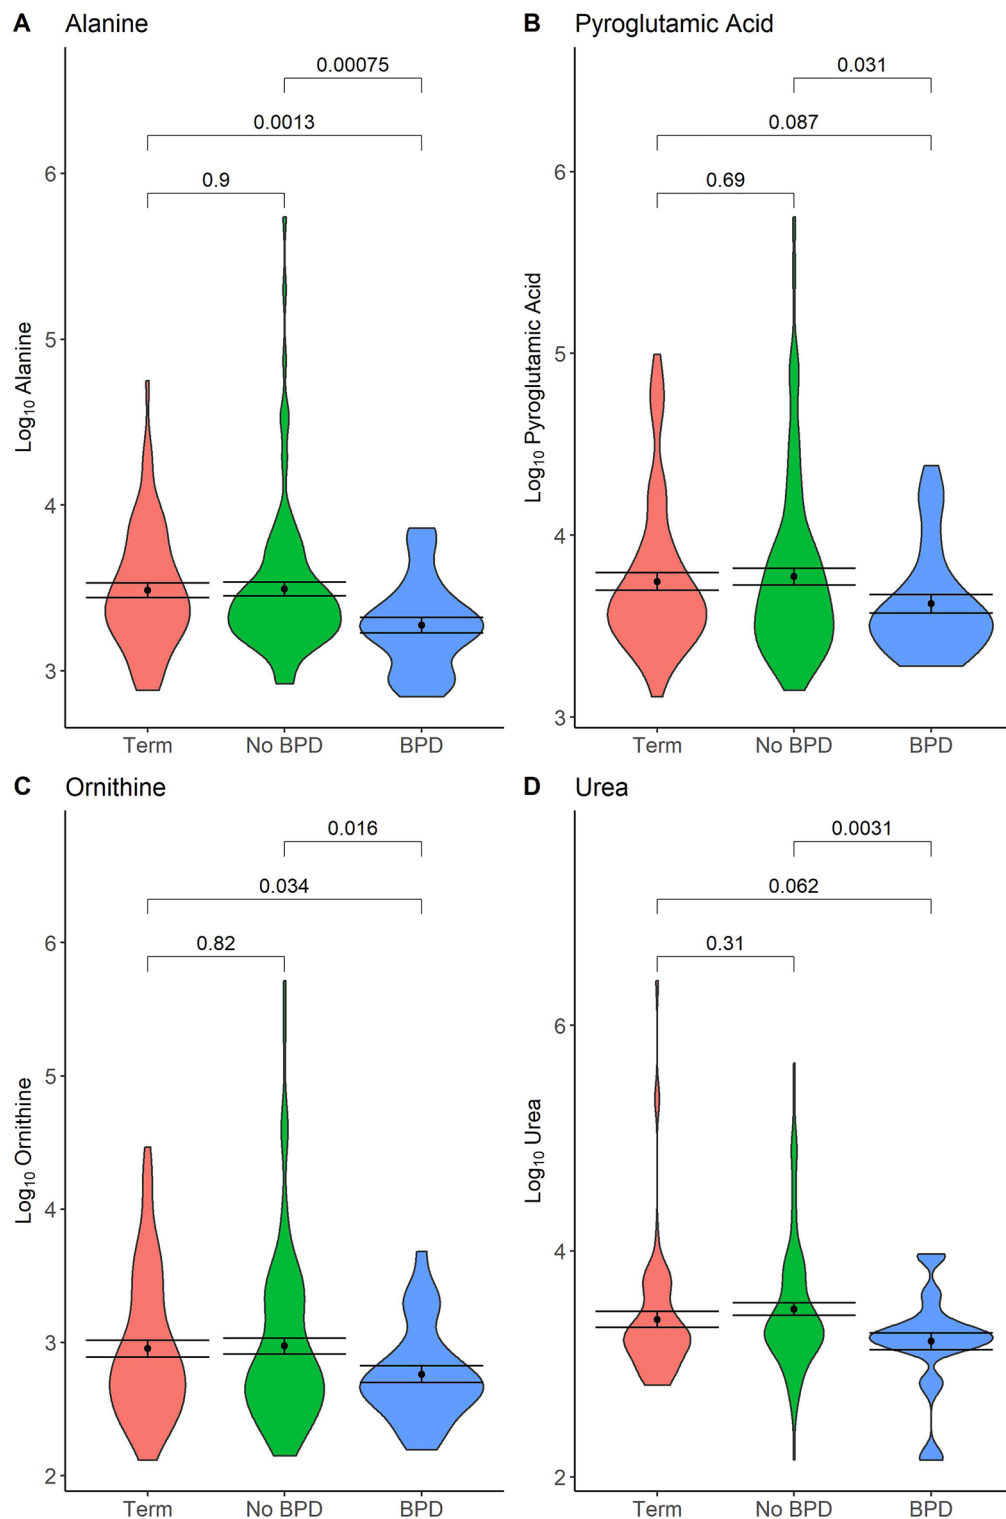 A Alanine
0.00075
0.0013
0.9
6
5
4
3
Log10 Alanine
Term No BPD BPD
B Pyroglutamic Acid
0.031
0.087
0.69
6
5
4
3
Log10 Pyroglutamic Acid
Term No BPD BPD
C Ornithine
0.016
0.034
0.82
6
5
4
3
2
Log10 Ornithine
Term No BPD BPD
D Urea
0.0031
0.062
0.31
6
4
2
Log10 Urea
Term No BPD BPD